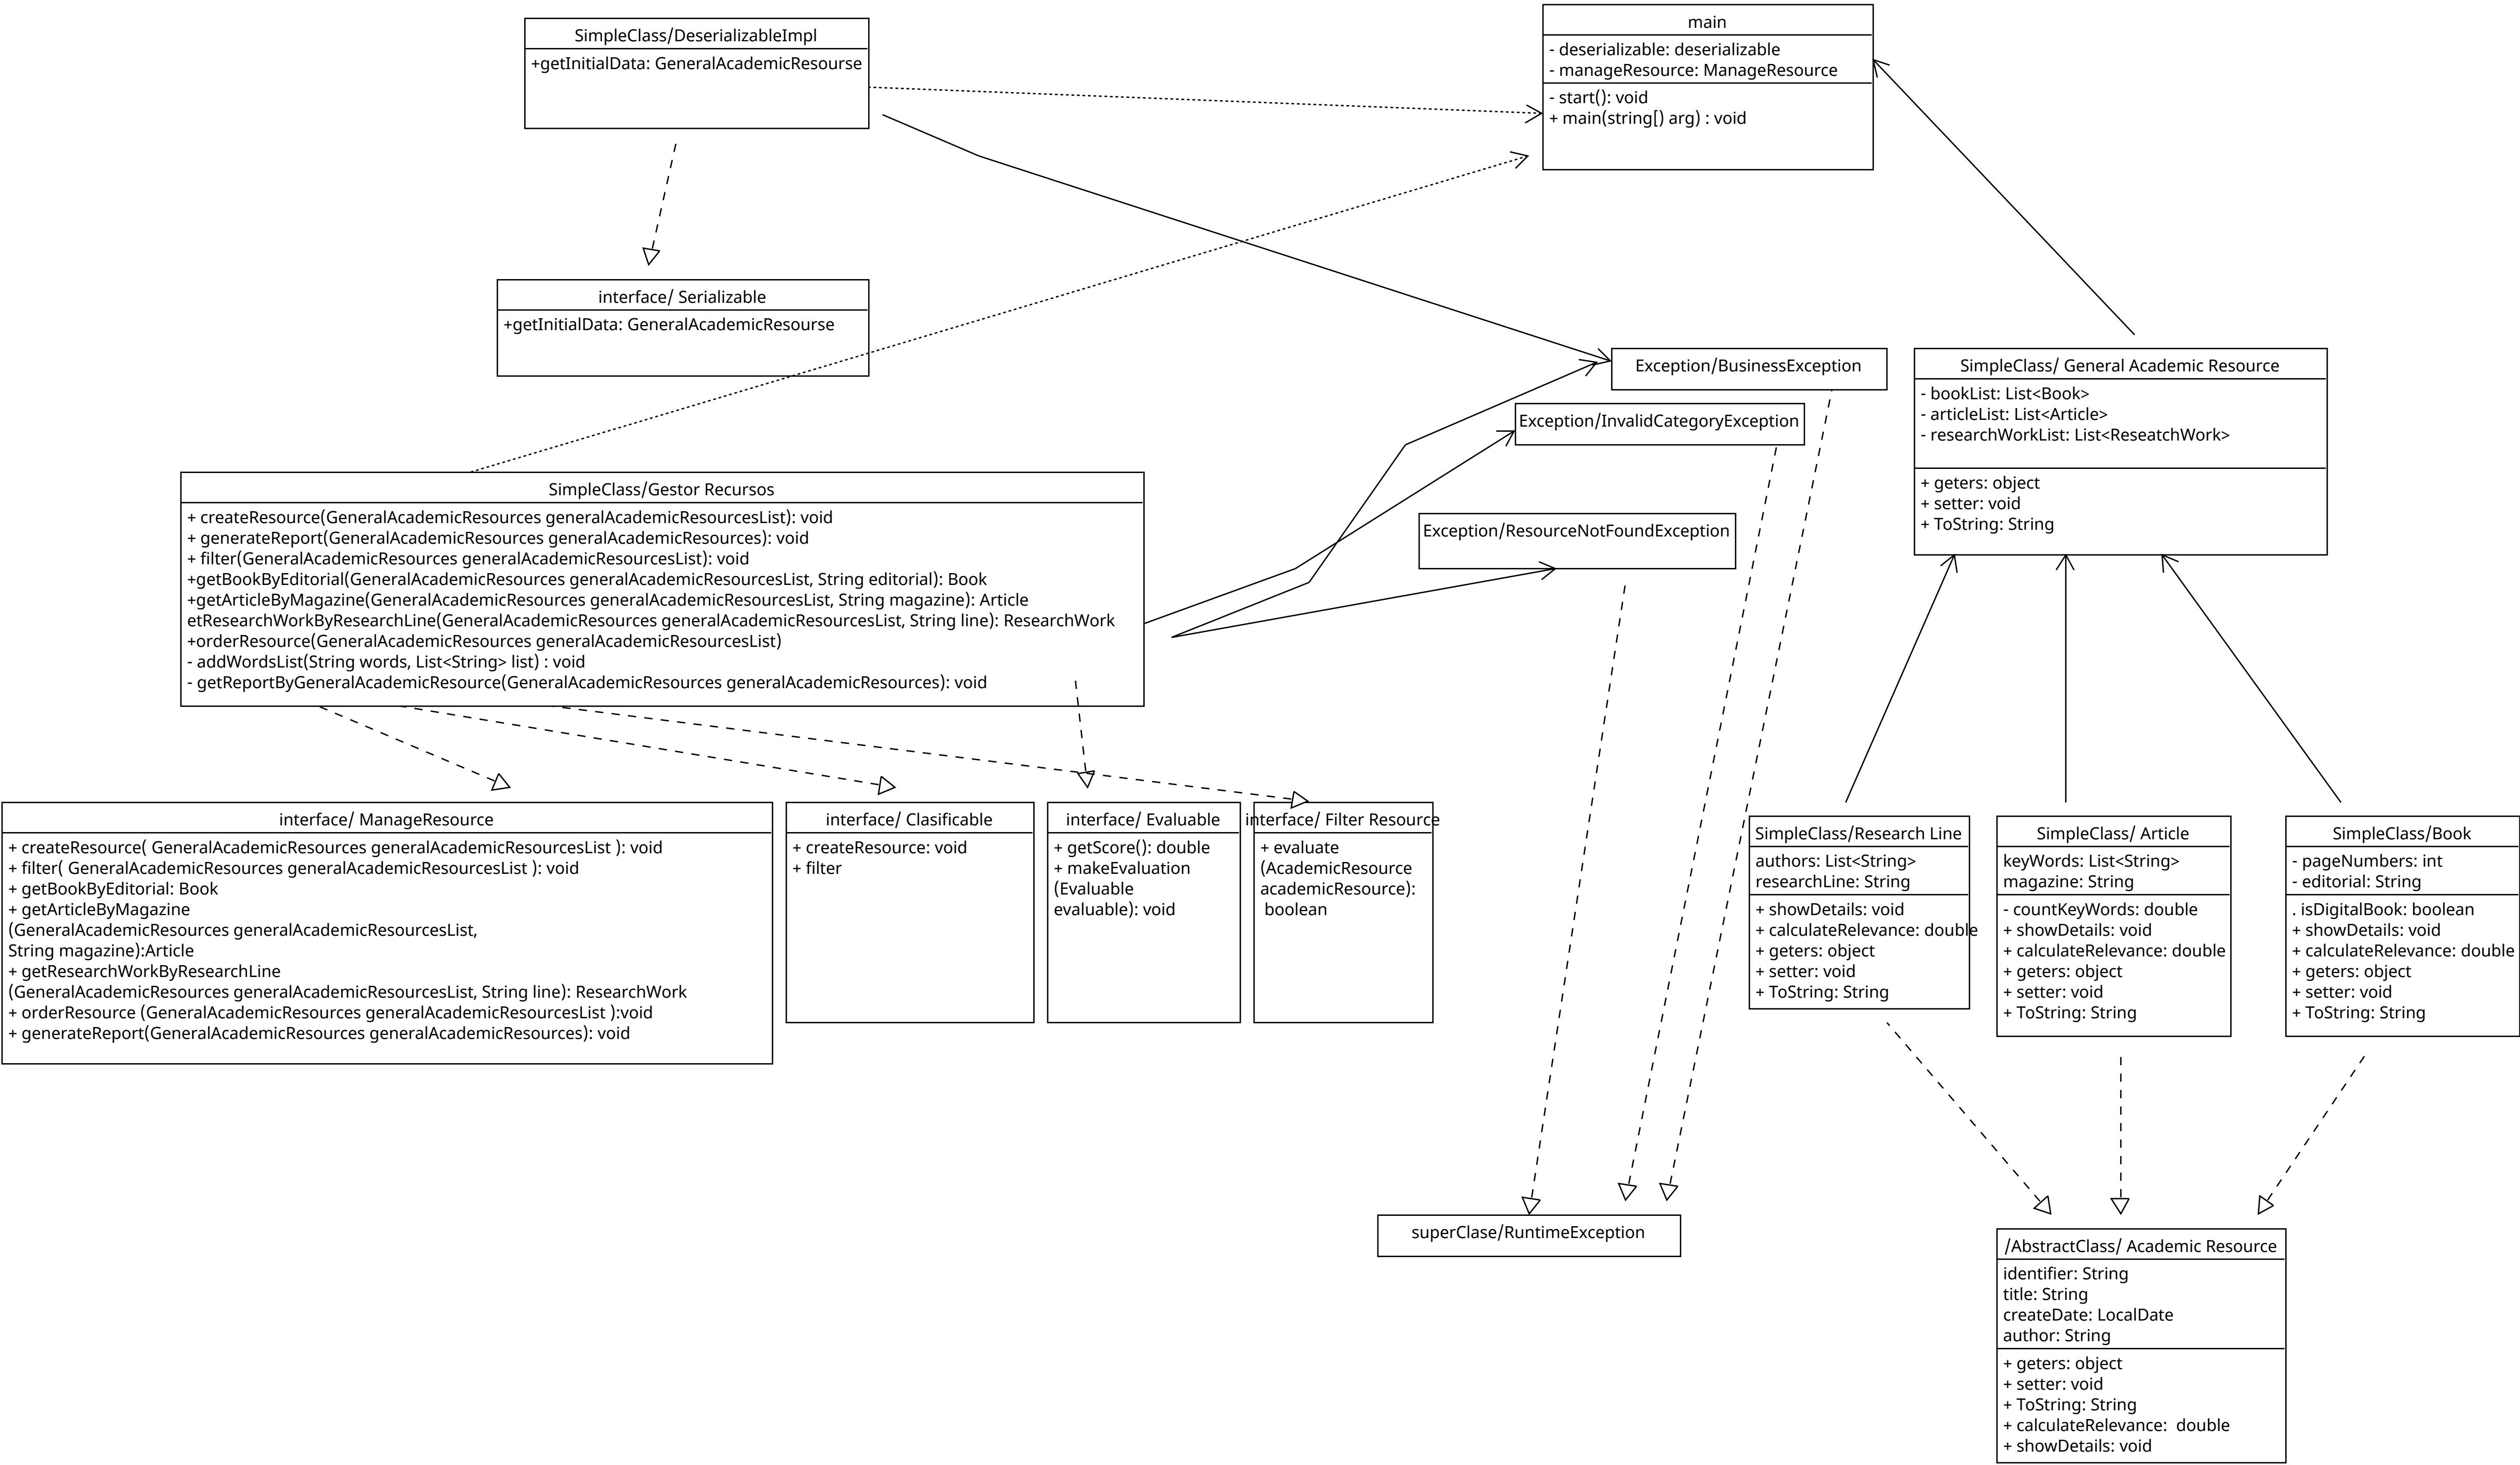 SimpleClass/DeserializableImpl
+getInitialData: GeneralAcademicResourse
main
- deserializable: deserializable
- manageResource: ManageResource
- start(): void
+ main(string[) arg) : void
interface/ Serializable
+getInitialData: GeneralAcademicResourse
Exception/BusinessException
Exception/InvalidCategoryException
Exception/ResourceNotFoundException
SimpleClass/ General Academic Resource
- bookList: List<Book>
- articleList: List<Article>
- researchWorkList: List<ReseatchWork>
+ geters: object
+ setter: void
+ ToString: String
SimpleClass/Gestor Recursos
+ createResource(GeneralAcademicResources generalAcademicResourcesList): void
+ generateReport(GeneralAcademicResources generalAcademicResources): void
+ filter(GeneralAcademicResources generalAcademicResourcesList): void
+getBookByEditorial(GeneralAcademicResources generalAcademicResourcesList, String editorial): Book
+getArticleByMagazine(GeneralAcademicResources generalAcademicResourcesList, String magazine): Article
etResearchWorkByResearchLine(GeneralAcademicResources generalAcademicResourcesList, String line): ResearchWork
+orderResource(GeneralAcademicResources generalAcademicResourcesList)
- addWordsList(String words, List<String> list) : void
- getReportByGeneralAcademicResource(GeneralAcademicResources generalAcademicResources): void
interface/ ManageResource
+ createResource( GeneralAcademicResources generalAcademicResourcesList ): void
+ filter( GeneralAcademicResources generalAcademicResourcesList ): void
+ getBookByEditorial: Book
+ getArticleByMagazine
(GeneralAcademicResources generalAcademicResourcesList,
String magazine):Article
+ getResearchWorkByResearchLine
(GeneralAcademicResources generalAcademicResourcesList, String line): ResearchWork
+ orderResource (GeneralAcademicResources generalAcademicResourcesList ):void
+ generateReport(GeneralAcademicResources generalAcademicResources): void
interface/ Clasificable
+ createResource: void
+ filter
interface/ Evaluable
+ getScore(): double
+ makeEvaluation
(Evaluable
evaluable): void
interface/ Filter Resource
+ evaluate
(AcademicResource
academicResource):
boolean
SimpleClass/Research Line
authors: List<String>
researchLine: String
+ showDetails: void
+ calculateRelevance: double
+ geters: object
+ setter: void
+ ToString: String
SimpleClass/ Article
keyWords: List<String>
magazine: String
- countKeyWords: double
+ showDetails: void
+ calculateRelevance: double
+ geters: object
+ setter: void
+ ToString: String
SimpleClass/Book
- pageNumbers: int
- editorial: String
. isDigitalBook: boolean
+ showDetails: void
+ calculateRelevance: double
+ geters: object
+ setter: void
+ ToString: String
superClase/RuntimeException
/AbstractClass/ Academic Resource
identifier: String
title: String
createDate: LocalDate
author: String
+ geters: object
+ setter: void
+ ToString: String
+ calculateRelevance:  double
+ showDetails: void